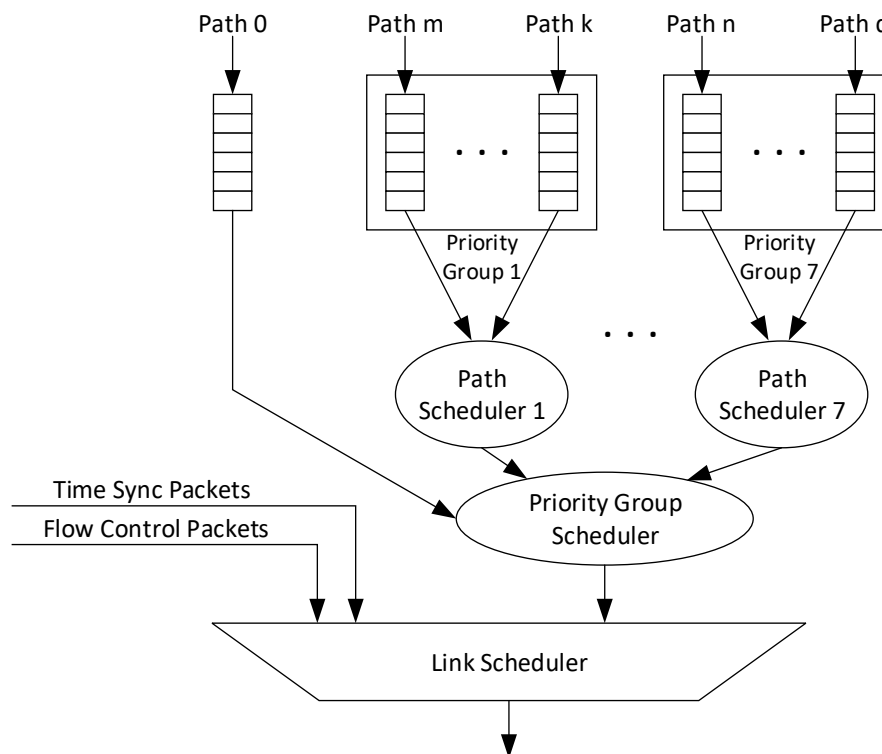 Path 0
Path m
Path k
Path n
Path
. . .
. . .
Priority
Group 1
Priority
Group 7
. . .
Path
Scheduler 1
Path
Scheduler 7
Time Sync Packets
Flow Control Packets
Priority Group
Scheduler
Link Scheduler